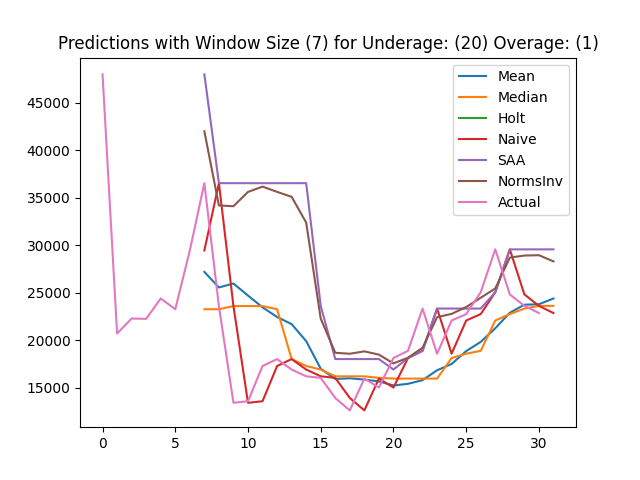 Predictions with Window Size (7) for Underage: (20) Overage: (1)
Mean
Median
Holt
Naive
SAA
NormsInv
Actual
45000
40000
35000
30000
25000
20000
15000
0 5 10 15 20 25 30